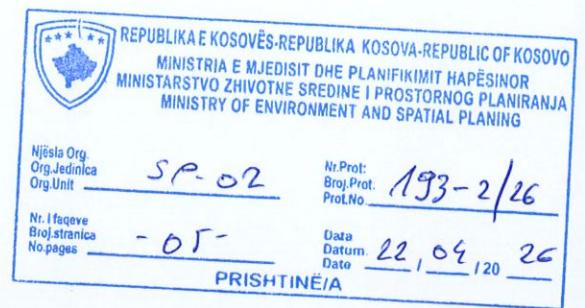 REPUBLIKA E KOSOVËS-REPUBLIKA KOSOVA-REPUBLIC OF KOSOVO
MINISTRIA E MJEDISIT DHE PLANIFIKIMIT HAPËSINOR
MINISTARSTVO ZHIVOTNE SREDINE I PROSTORNOG PLANIRANJA
MINISTRY OF ENVIRONMENT AND SPATIAL PLANING
Njësia Org.
Org.Jedinica
Org.Unit SP-02
Nr.Prot:
Broj.Prot.
Prot.No. 193-2/26
Nr. i faqeve
Broj.stranica
No.pages -05-
Data
Datum.
Date 22 / 04 / 20 26
PRISHTINË/A